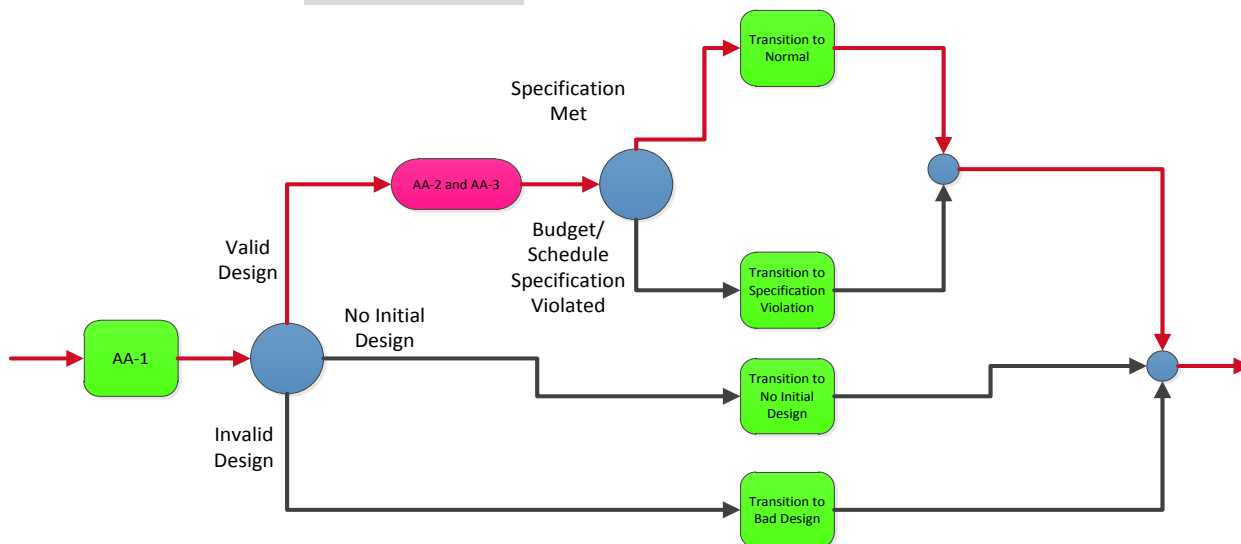 Transition to
Normal
Specification
Met
AA-2 and AA-3
Budget/
Schedule
Specification
Violated
Valid
Design
Transition to
Specification
Violation
No Initial
Design
AA-1
Transition to
No Initial
Design
Invalid
Design
Transition to
Bad Design